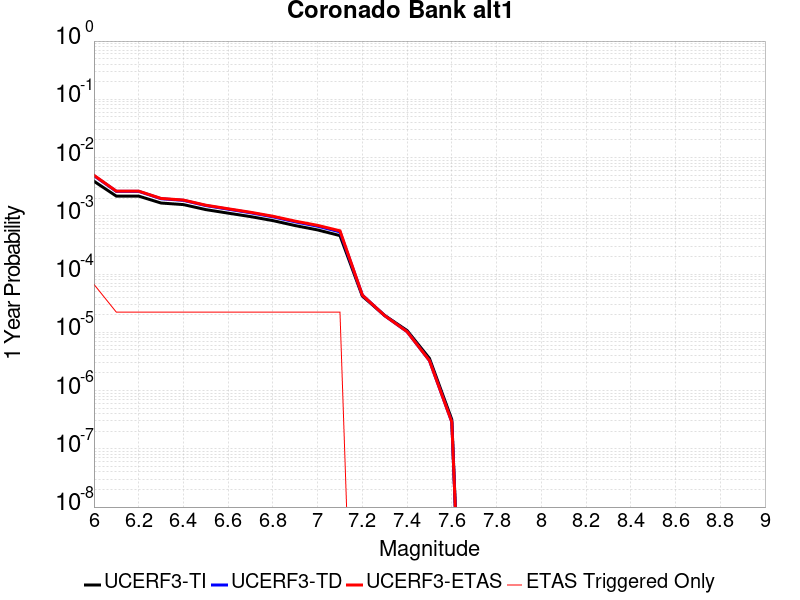 Coronado Bank alt1
1 Year Probability
10^0
10^-1
10^-2
10^-3
10^-4
10^-5
10^-6
10^-7
10^-8
6 6.2 6.4 6.6 6.8 7 7.2 7.4 7.6 7.8 8 8.2 8.4 8.6 8.8 9
Magnitude
UCERF3-TI UCERF3-TD UCERF3-ETAS ETAS Triggered Only